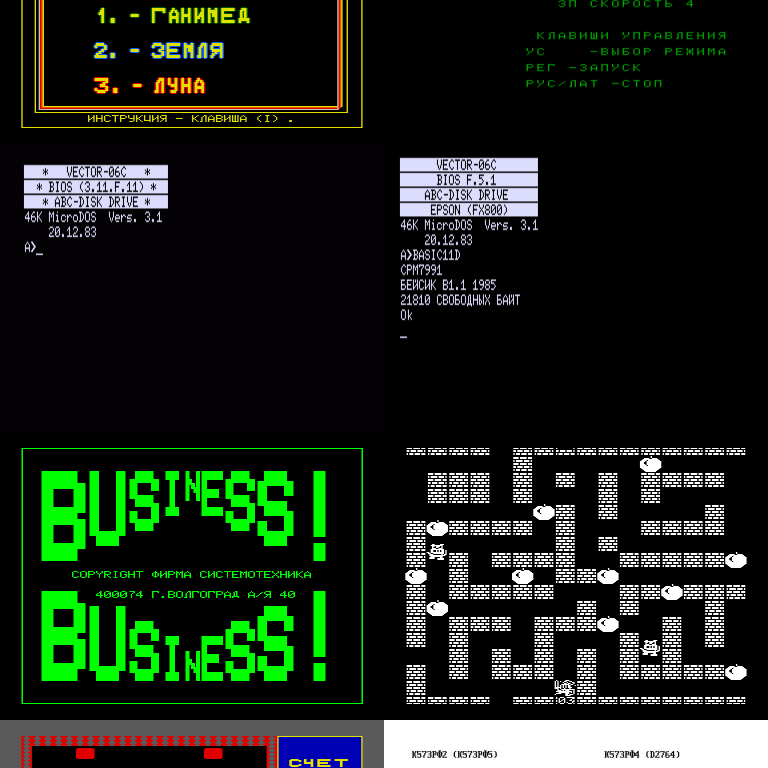 1. - ГАНИМЕД
2. - ЗЕМЛЯ
3. - ЛУНА
ИНСТРУКЦИЯ - КЛАВИША (I) .
ЗП СКОРОСТЬ 4
КЛАВИШИ УПРАВЛЕНИЯ
УС -ВЫБОР РЕЖИМА
РЕГ -ЗАПУСК
РУС/ЛАТ -СТОП
* VECTOR-06C *
* BIOS (3.11.F.11) *
* ABC-DISK DRIVE *
46K MicroDOS Vers. 3.1
20.12.83
A>_
VECTOR-06C
BIOS F.5.1
ABC-DISK DRIVE
EPSON (FX800)
46K MicroDOS Vers. 3.1
20.12.83
A>BASIC11D
CPM7991
БЕЙСИК В1.1 1985
21810 СВОБОДНЫХ БАЙТ
Ok
_
BUSINESS !
COPYRIGHT ФИРМА СИСТЕМОТЕХНИКА
400074 Г.ВОЛГОГРАД А/Я 40
BUSINESS !
03
СЧЕТ
К573РФ2 (К573РФ5)
К573РФ4 (D2764)